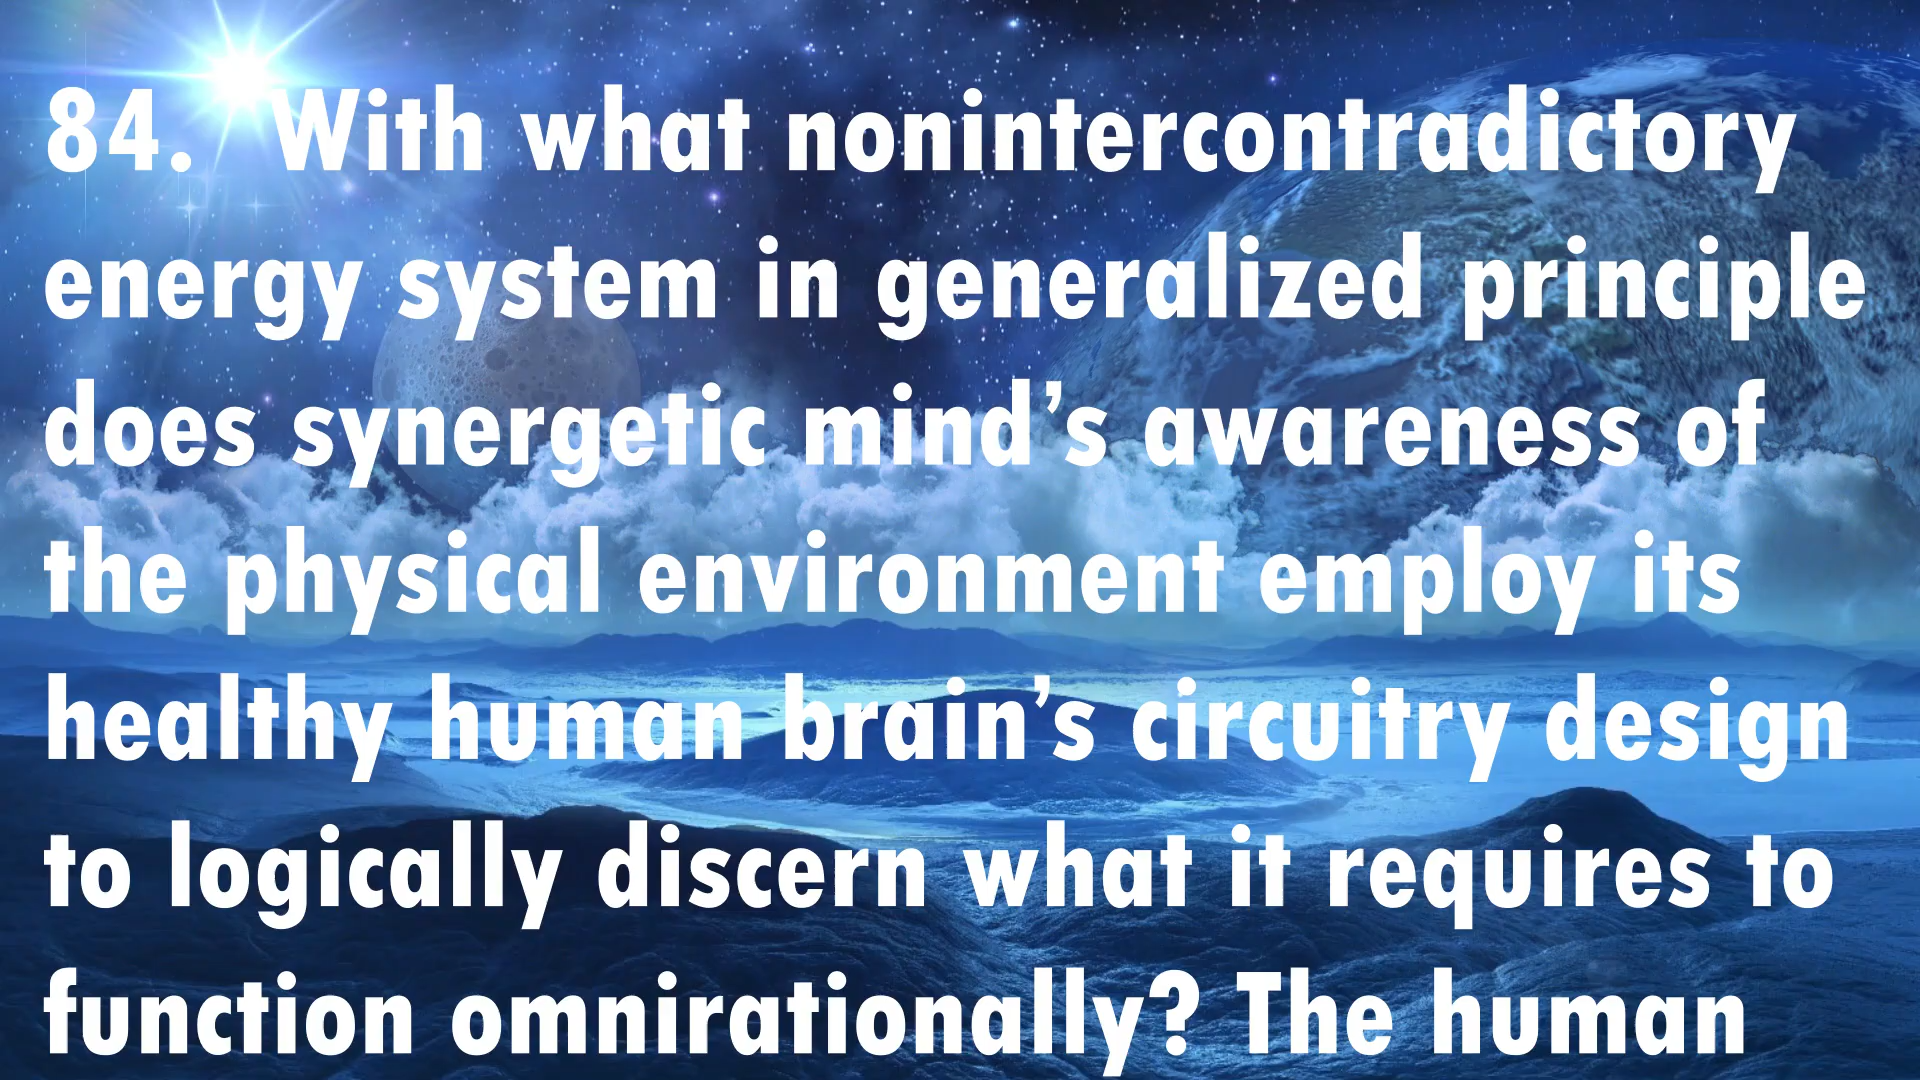 84.  With what nonintercontradictory
energy system in generalized principle
does synergetic mind’s awareness of
the physical environment employ its
healthy human brain’s circuitry design
to logically discern what it requires to
function omnirationally? The human